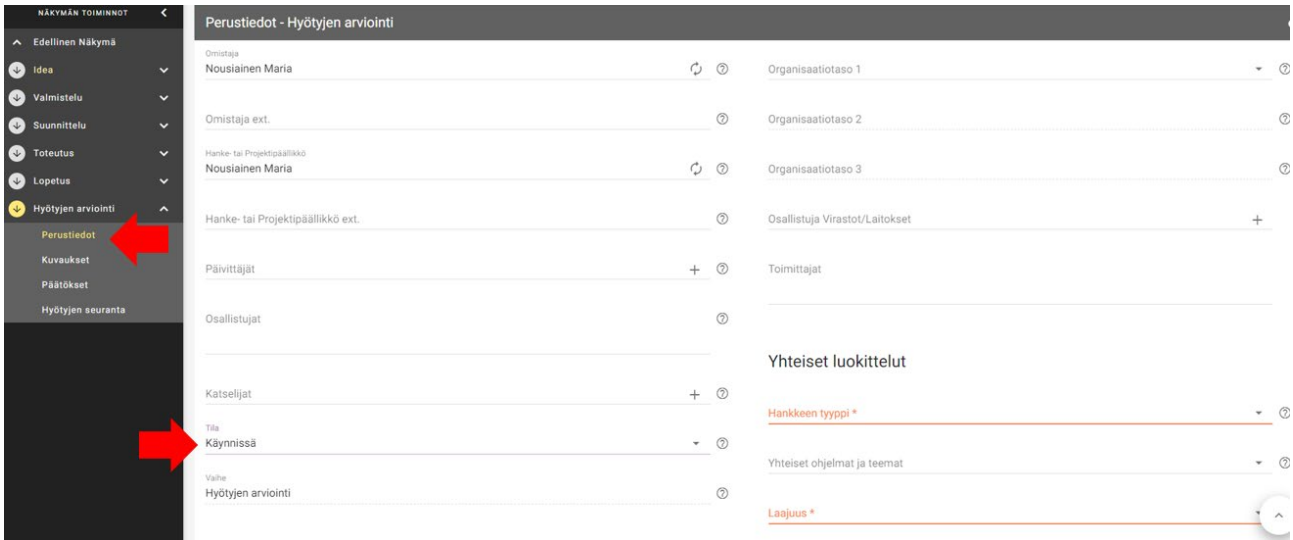 NÄKYMÄN TOIMINNOT
Edellinen Näkymä
Idea
Valmistelu
Suunnittelu
Toteutus
Lopetus
Hyötyjen arviointi
Perustiedot
Kuvaukset
Päätökset
Hyötyjen seuranta
Perustiedot - Hyötyjen arviointi
Omistaja
Nousiainen Maria
Omistaja ext.
Hanke- tai Projektipäällikkö
Nousiainen Maria
Hanke- tai Projektipäällikkö ext.
Päivittäjät
Osallistujat
Katselijat
Tila
Käynnissä
Vaihe
Hyötyjen arviointi
Organisaatiotaso 1
Organisaatiotaso 2
Organisaatiotaso 3
Osallistuja Virastot/Laitokset
Toimittajat
Yhteiset luokittelut
Hankkeen tyyppi *
Yhteiset ohjelmat ja teemat
Laajuus *